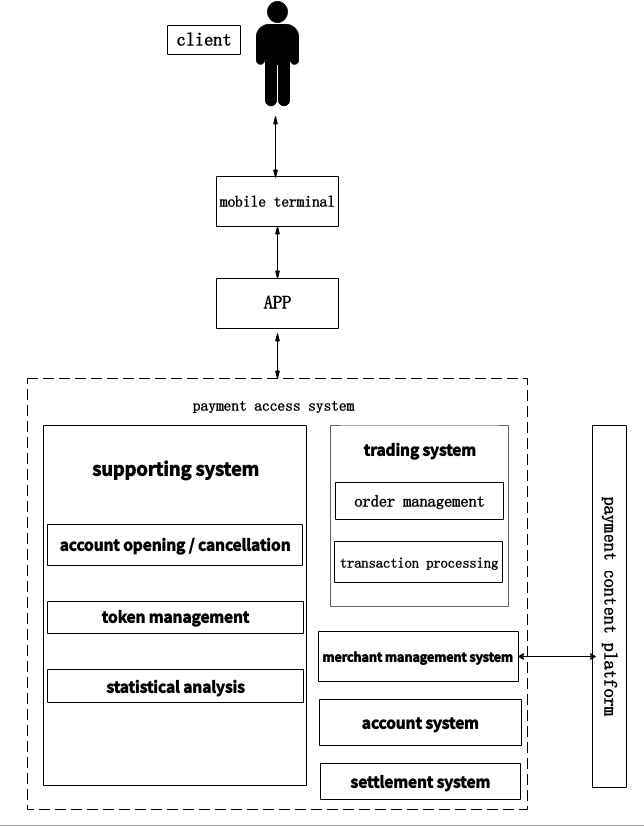 client
mobile terminal
APP
payment access system
supporting system
account opening / cancellation
token management
statistical analysis
trading system
order management
transaction processing
merchant management system
account system
settlement system
payment content platform